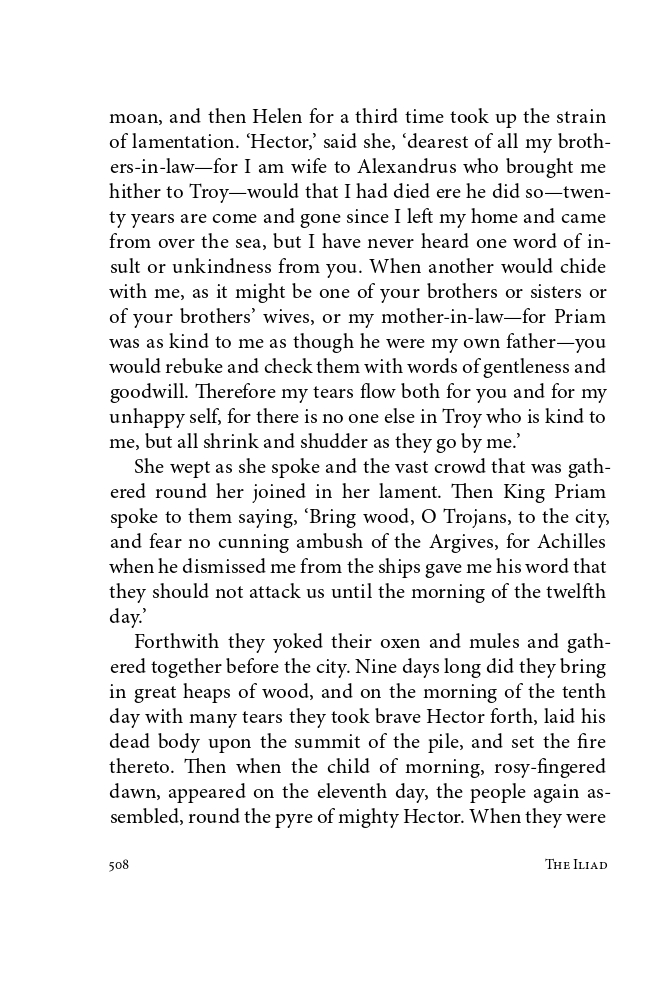 moan, and then Helen for a third time took up the strain
of lamentation. ‘Hector,’ said she, ‘dearest of all my broth-
ers-in-law—for I am wife to Alexandrus who brought me
hither to Troy—would that I had died ere he did so—twen-
ty years are come and gone since I left my home and came
from over the sea, but I have never heard one word of in-
sult or unkindness from you. When another would chide
with me, as it might be one of your brothers or sisters or
of your brothers’ wives, or my mother-in-law—for Priam
was as kind to me as though he were my own father—you
would rebuke and check them with words of gentleness and
goodwill. Therefore my tears flow both for you and for my
unhappy self, for there is no one else in Troy who is kind to
me, but all shrink and shudder as they go by me.’
She wept as she spoke and the vast crowd that was gath-
ered round her joined in her lament. Then King Priam
spoke to them saying, ‘Bring wood, O Trojans, to the city,
and fear no cunning ambush of the Argives, for Achilles
when he dismissed me from the ships gave me his word that
they should not attack us until the morning of the twelfth
day.’
Forthwith they yoked their oxen and mules and gath-
ered together before the city. Nine days long did they bring
in great heaps of wood, and on the morning of the tenth
day with many tears they took brave Hector forth, laid his
dead body upon the summit of the pile, and set the fire
thereto. Then when the child of morning, rosy-fingered
dawn, appeared on the eleventh day, the people again as-
sembled, round the pyre of mighty Hector. When they were
508 The Iliad